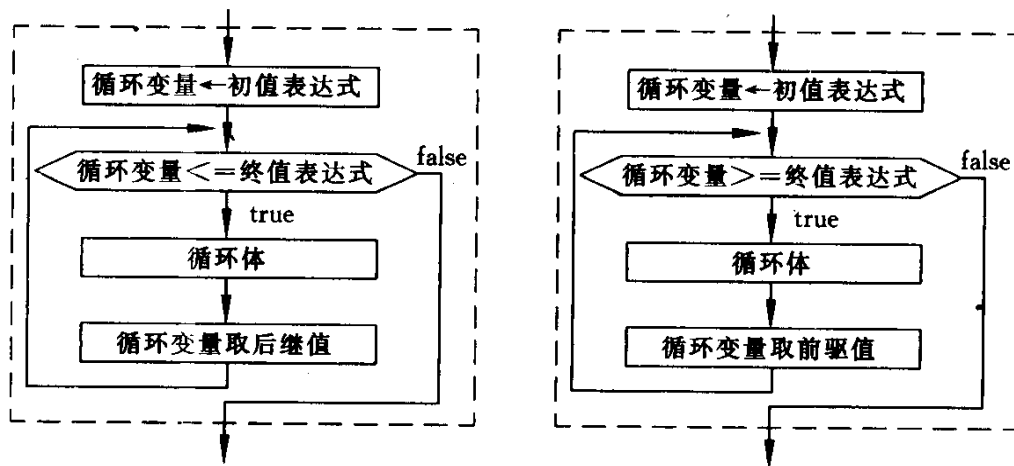 循环变量←初值表达式
循环变量<=终值表达式
false
true
循环体
循环变量取后继值
循环变量←初值表达式
循环变量>=终值表达式
false
true
循环体
循环变量取前驱值